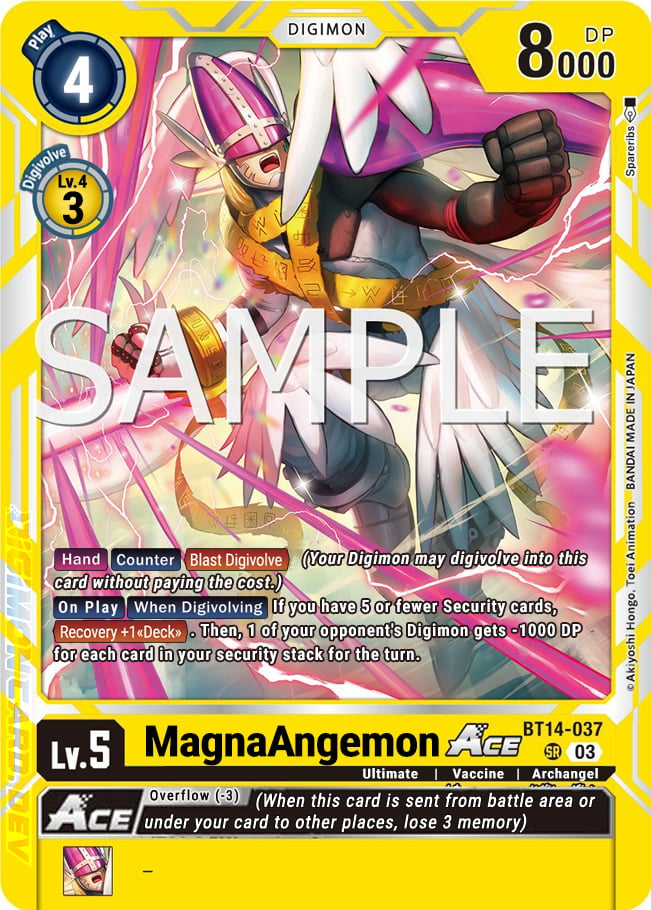 DIGIMON
Play
4
DP
8000
Digivolve
Lv.4
3
Spareribs
SAMPLE
© Akiyoshi Hongo, Toei Animation BANDAI MADE IN JAPAN
Hand Counter Blast Digivolve (Your Digimon may digivolve into this
card without paying the cost.)
On Play When Digivolving If you have 5 or fewer Security cards,
Recovery +1«Deck» . Then, 1 of your opponent's Digimon gets -1000 DP
for each card in your security stack for the turn.
DIGIMONCARD.DEV
Lv.5
MagnaAngemon ACE
BT14-037
SR 03
Ultimate | Vaccine | Archangel
ACE
Overflow (-3) (When this card is sent from battle area or
under your card to other places, lose 3 memory)
–